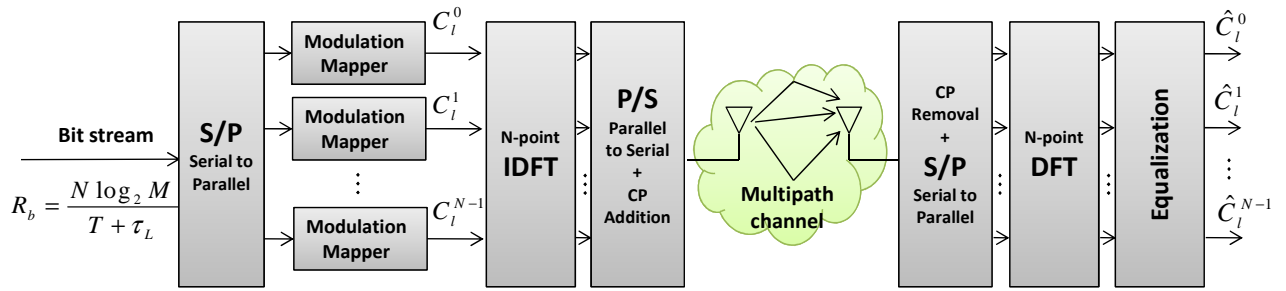 Bit stream
R_b = N log_2 M / T + τ_L
S/P
Serial to
Parallel
Modulation
Mapper
C_l^0
Modulation
Mapper
C_l^1
⋮
Modulation
Mapper
C_l^{N-1}
N-point
IDFT
⋮
⋮
P/S
Parallel
to Serial
+
CP
Addition
Multipath
channel
CP
Removal
+
S/P
Serial to
Parallel
⋮
N-point
DFT
⋮
Equalization
Ĉ_l^0
Ĉ_l^1
⋮
Ĉ_l^{N-1}